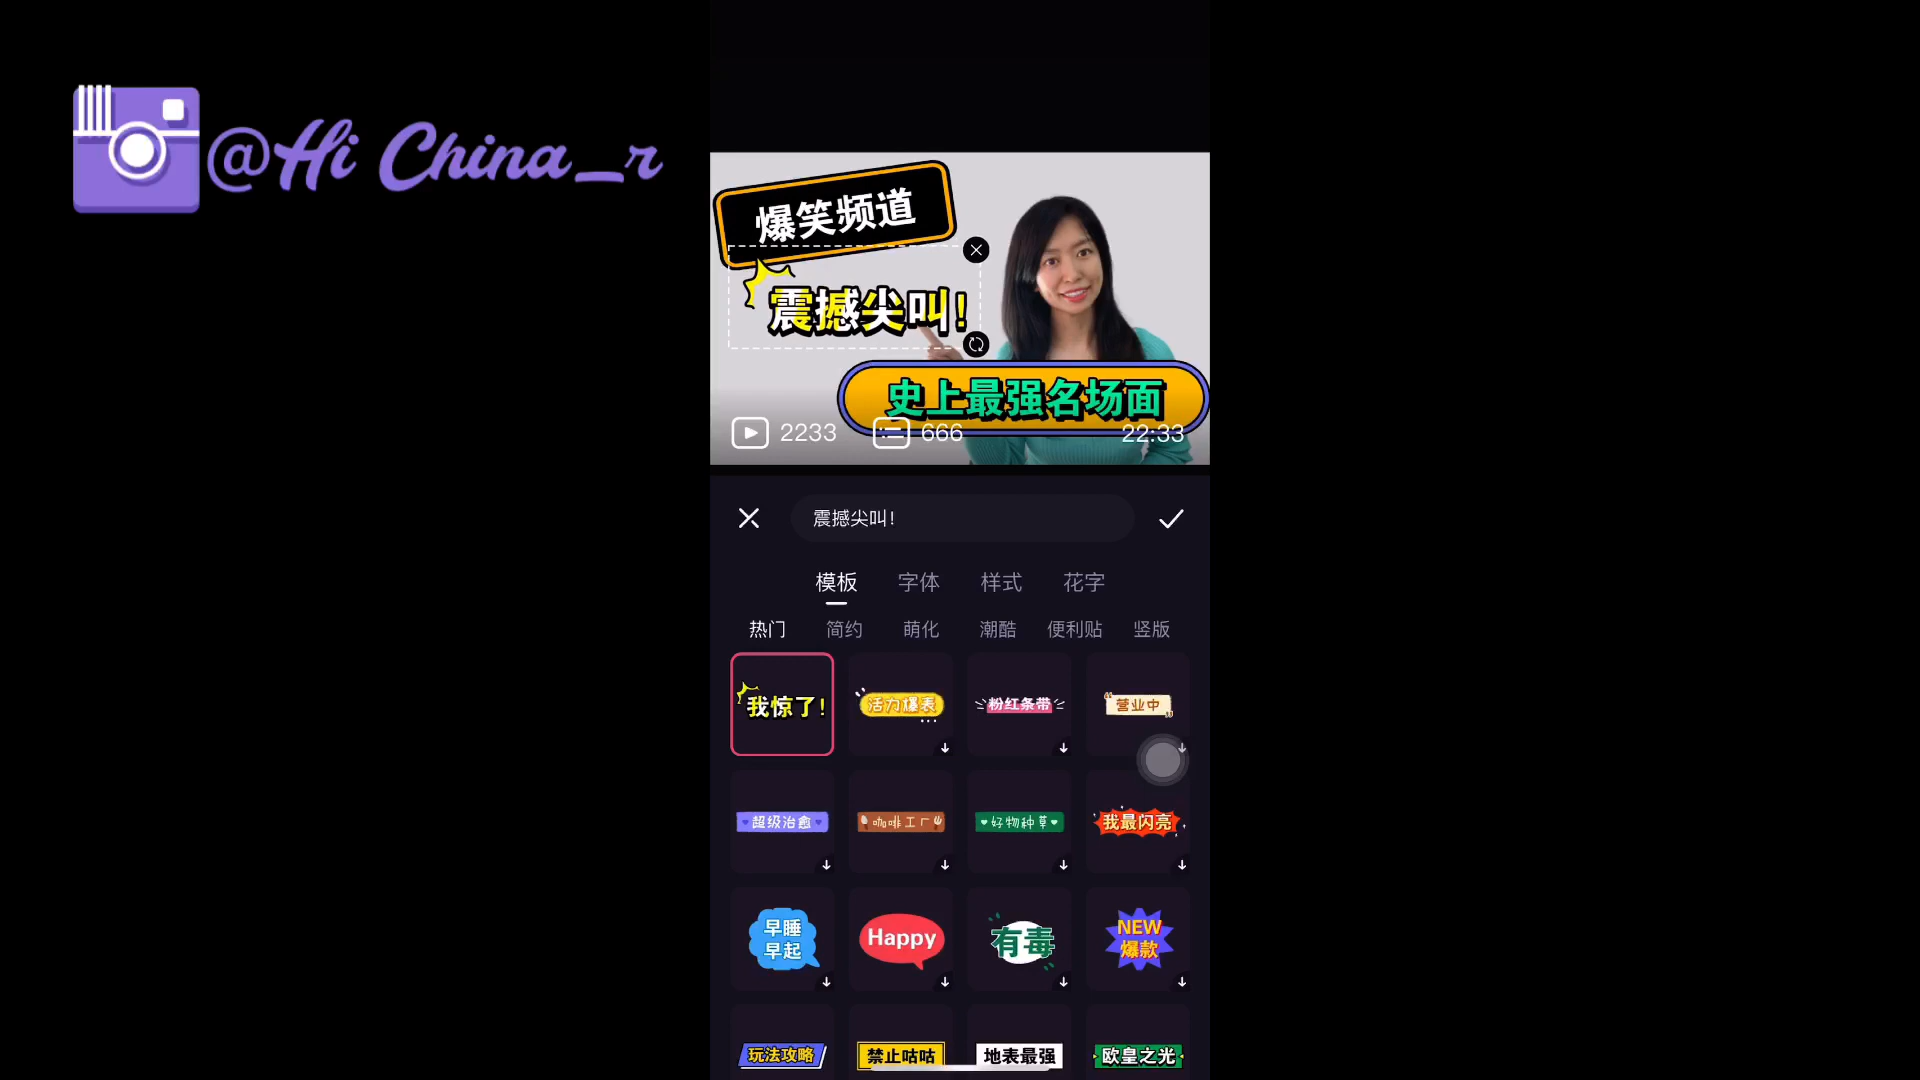 @Hi China_r
爆笑频道
震撼尖叫!
史上最强名场面
2233 666 22:33
震撼尖叫!
模板 字体 样式 花字
热门 简约 萌化 潮酷 便利贴 竖版
我惊了! 活力爆表 粉红条带 营业中
超级治愈 咖啡工厂 好物种草 我最闪亮
早睡
早起
Happy
有毒
NEW
爆款
玩法攻略 禁止咕咕 地表最强 欧皇之光